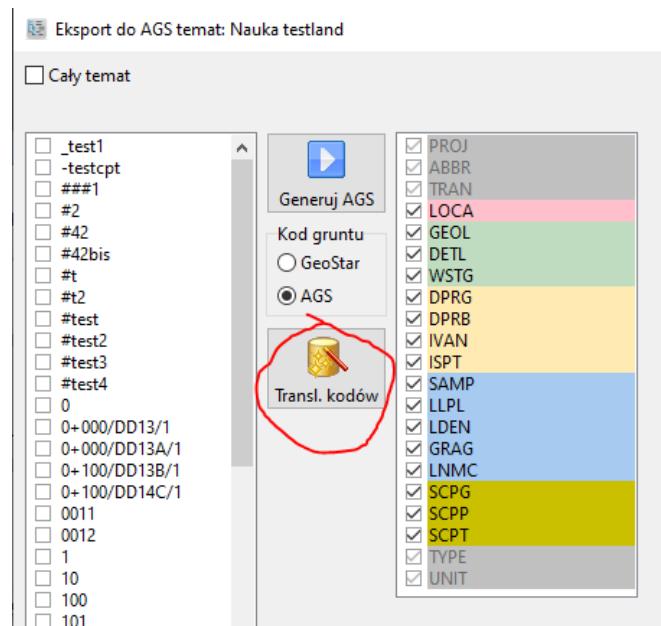 Eksport do AGS temat: Nauka testland
Cały temat
_test1
-testcpt
###1
#2
#42
#42bis
#t
#t2
#test
#test2
#test3
#test4
0
0+000/DD13/1
0+000/DD13A/1
0+100/DD13B/1
0+100/DD14C/1
0011
0012
1
10
100
101
Generuj AGS
Kod gruntu
GeoStar
AGS
Transl. kodów
PROJ
ABBR
TRAN
LOCA
GEOL
DETL
WSTG
DPRG
DPRB
IVAN
ISPT
SAMP
LLPL
LDEN
GRAG
LNMC
SCPG
SCPP
SCPT
TYPE
UNIT